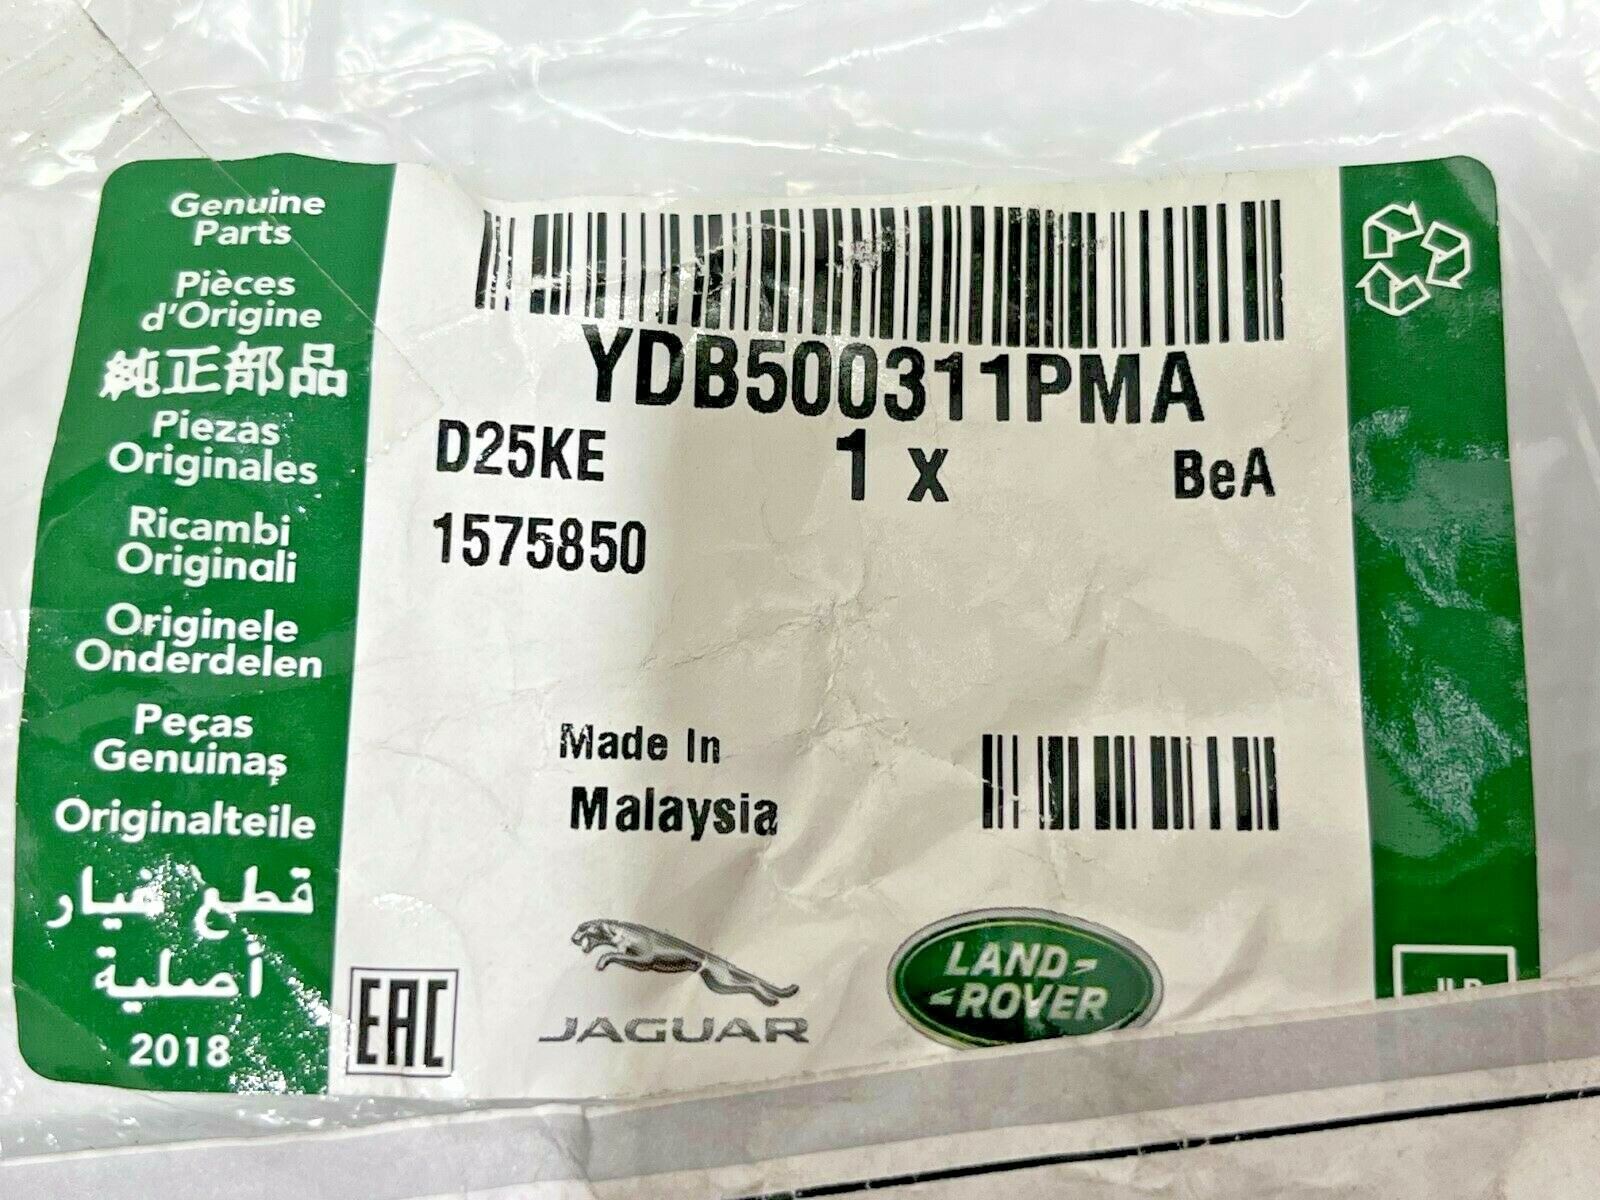 Genuine
Parts
Pièces
d'Origine
純正部品
Piezas
Originales
Ricambi
Originali
Originele
Onderdelen
Peças
Genuinaş
Originalteile
قطع غيار
أصلية
2018
YDB500311PMA
D25KE 1 x BeA
1575850
Made In
Malaysia
EAC
JAGUAR
LAND-
-ROVER